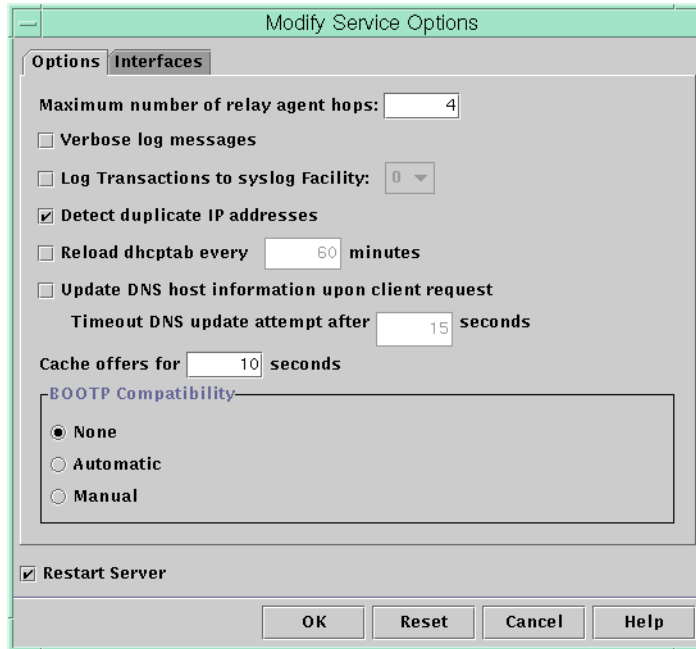 Modify Service Options
Options Interfaces
Maximum number of relay agent hops: 4
Verbose log messages
Log Transactions to syslog Facility: 0
Detect duplicate IP addresses
Reload dhcptab every 60 minutes
Update DNS host information upon client request
Timeout DNS update attempt after 15 seconds
Cache offers for 10 seconds
BOOTP Compatibility
None
Automatic
Manual
Restart Server
OK Reset Cancel Help